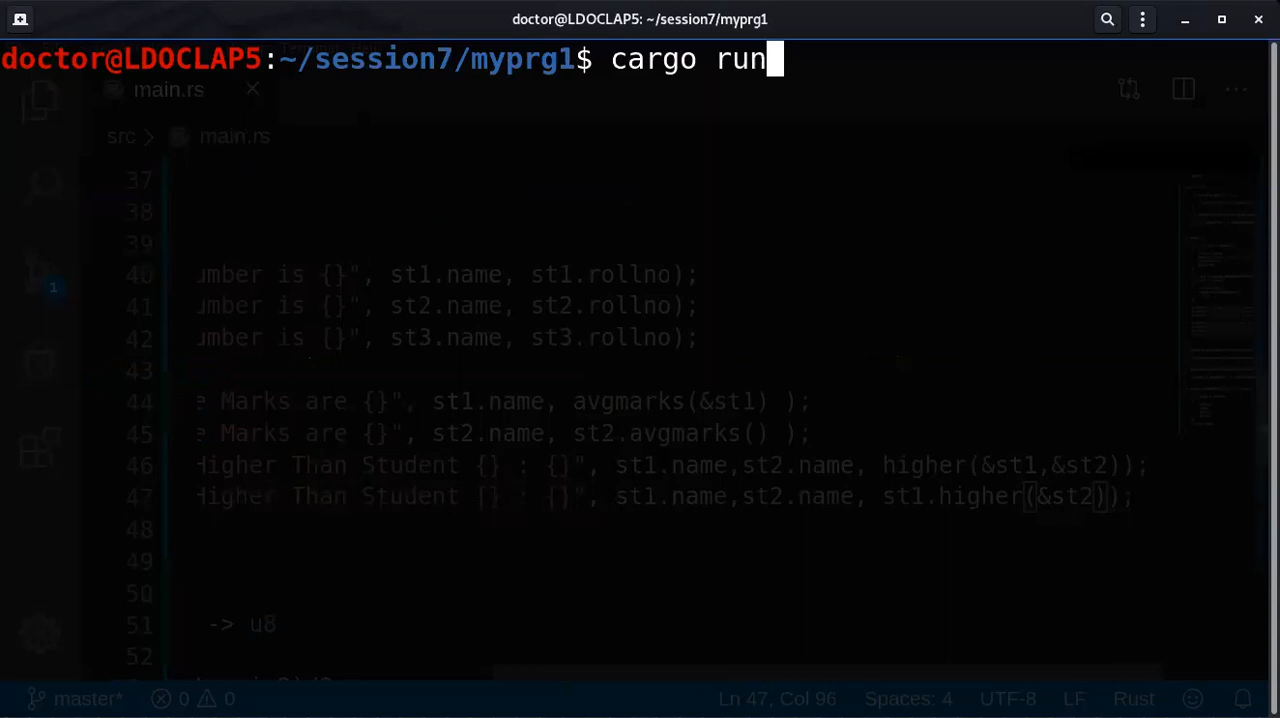 doctor@LDOCLAP5: ~/session7/myprg1
doctor@LDOCLAP5:~/session7/myprg1$ cargo run
main.rs
src > main.rs
37
38
39
40 umber is {}", st1.name, st1.rollno);
41 umber is {}", st2.name, st2.rollno);
42 umber is {}", st3.name, st3.rollno);
43
44 e Marks are {}", st1.name, avgmarks(&st1) );
45 e Marks are {}", st2.name, st2.avgmarks() );
46 Higher Than Student {} : {}", st1.name,st2.name, higher(&st1,&st2));
47 Higher Than Student {} : {}", st1.name,st2.name, st1.higher(&st2));
48
49
50
51 -> u8
52
1
master* 0 0 Ln 47, Col 96 Spaces: 4 UTF-8 LF Rust